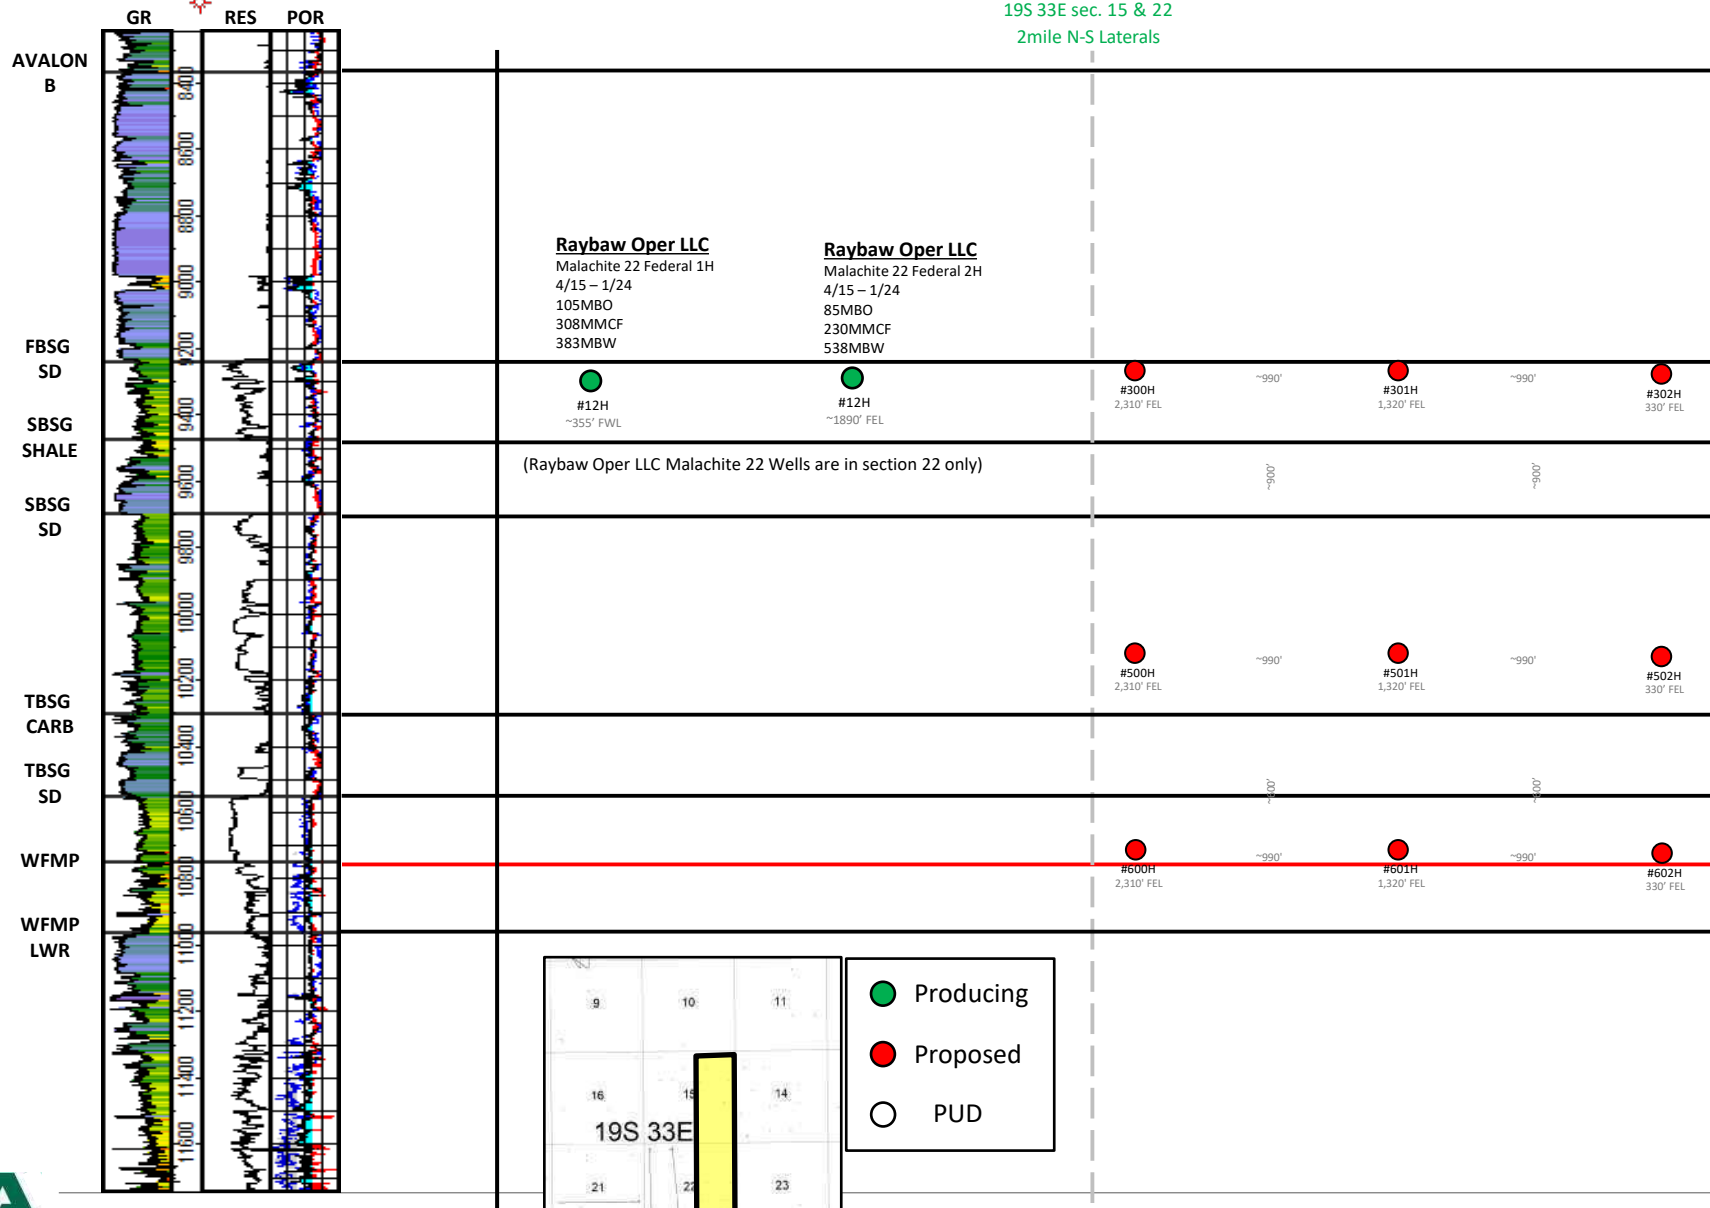 GR RES POR
19S 33E sec. 15 & 22
2mile N-S Laterals
AVALON
B
8400
8600
8800
9000
9200
9400
9600
9800
10000
10200
10400
10600
10800
11000
11200
11400
11600
Raybaw Oper LLC
Malachite 22 Federal 1H
4/15 – 1/24
105MBO
308MMCF
383MBW
Raybaw Oper LLC
Malachite 22 Federal 2H
4/15 – 1/24
85MBO
230MMCF
538MBW
FBSG
SD
#12H
~355' FWL
#12H
~1890' FEL
#300H
2,310' FEL
~990'
#301H
1,320' FEL
~990'
#302H
330' FEL
SBSG
SHALE
(Raybaw Oper LLC Malachite 22 Wells are in section 22 only)
~900'
~900'
SBSG
SD
#500H
2,310' FEL
~990'
#501H
1,320' FEL
~990'
#502H
330' FEL
TBSG
CARB
TBSG
SD
~600'
~600'
WFMP
#600H
2,310' FEL
~990'
#601H
1,320' FEL
~990'
#602H
330' FEL
WFMP
LWR
9 10 11
16 15 14
19S 33E
21 22 23
Producing
Proposed
PUD
A